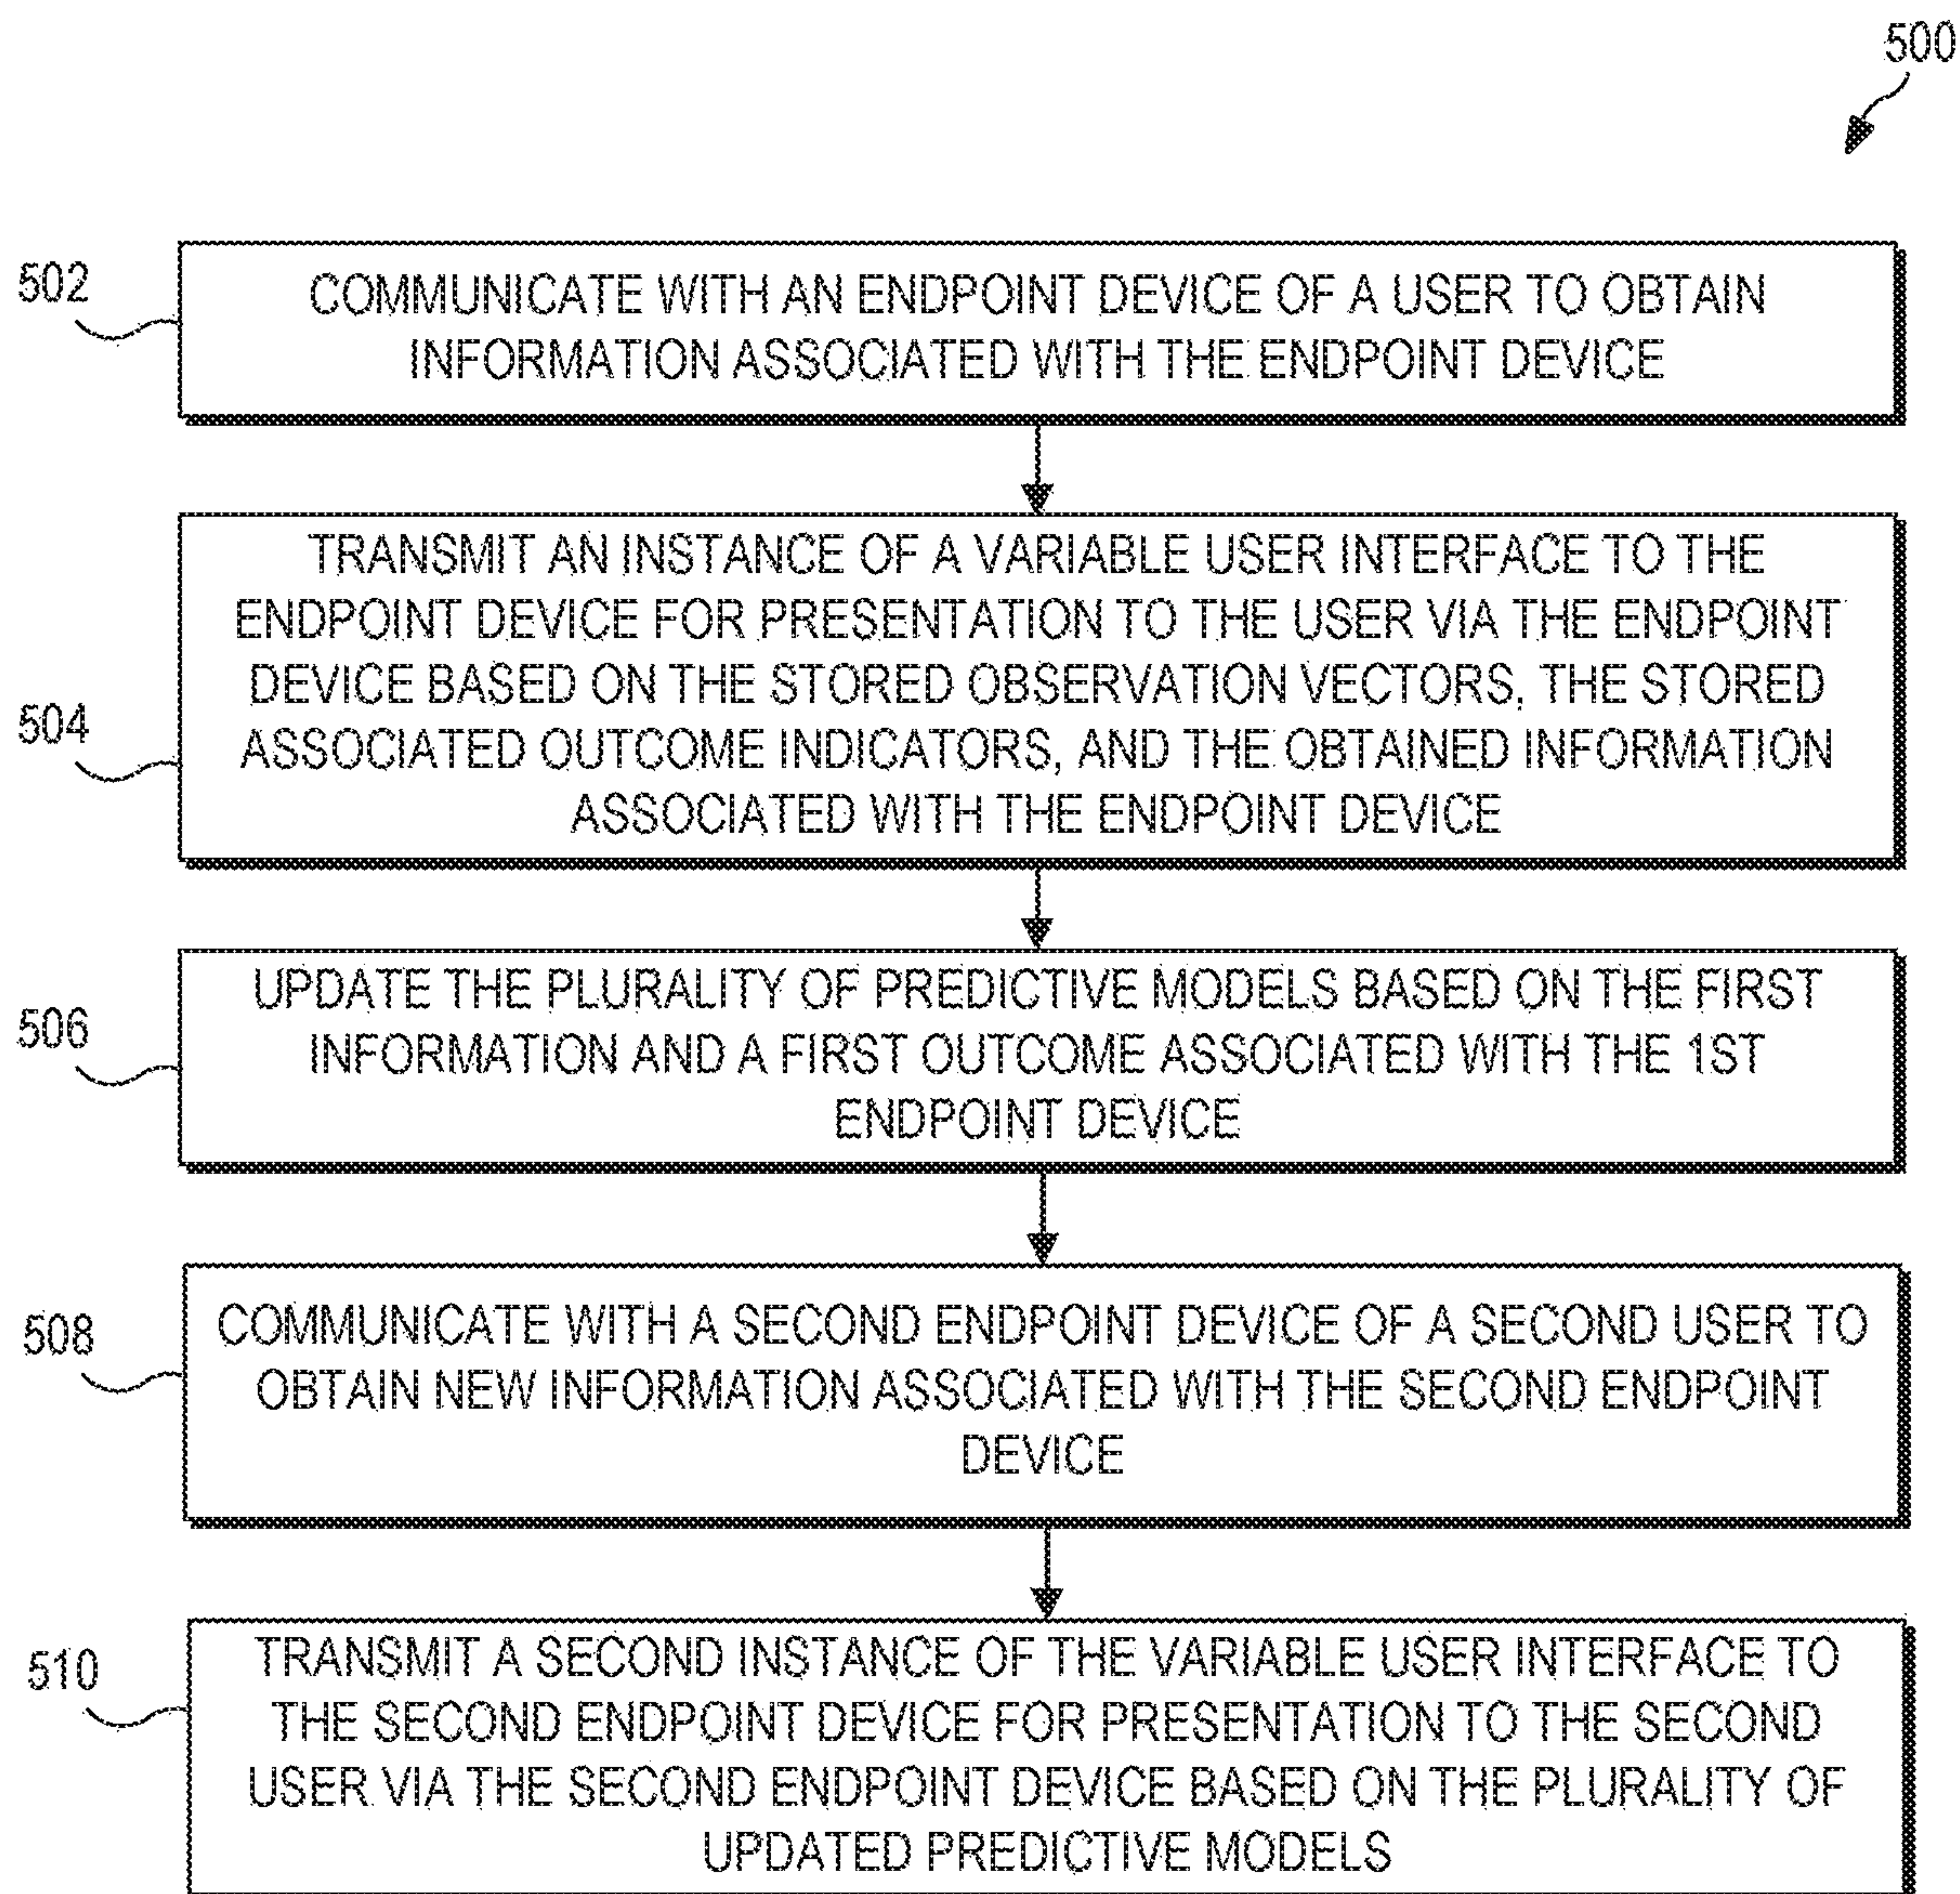 500
502
COMMUNICATE WITH AN ENDPOINT DEVICE OF A USER TO OBTAIN
INFORMATION ASSOCIATED WITH THE ENDPOINT DEVICE
504
TRANSMIT AN INSTANCE OF A VARIABLE USER INTERFACE TO THE
ENDPOINT DEVICE FOR PRESENTATION TO THE USER VIA THE ENDPOINT
DEVICE BASED ON THE STORED OBSERVATION VECTORS, THE STORED
ASSOCIATED OUTCOME INDICATORS, AND THE OBTAINED INFORMATION
ASSOCIATED WITH THE ENDPOINT DEVICE
506
UPDATE THE PLURALITY OF PREDICTIVE MODELS BASED ON THE FIRST
INFORMATION AND A FIRST OUTCOME ASSOCIATED WITH THE 1ST
ENDPOINT DEVICE
508
COMMUNICATE WITH A SECOND ENDPOINT DEVICE OF A SECOND USER TO
OBTAIN NEW INFORMATION ASSOCIATED WITH THE SECOND ENDPOINT
DEVICE
510
TRANSMIT A SECOND INSTANCE OF THE VARIABLE USER INTERFACE TO
THE SECOND ENDPOINT DEVICE FOR PRESENTATION TO THE SECOND
USER VIA THE SECOND ENDPOINT DEVICE BASED ON THE PLURALITY OF
UPDATED PREDICTIVE MODELS